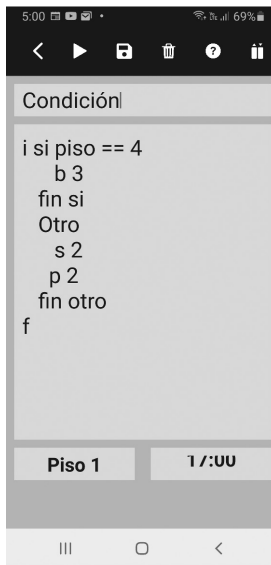 5:00 69%
Condición
i si piso == 4
b 3
fin si
Otro
s 2
p 2
fin otro
f
Piso 1 17:00